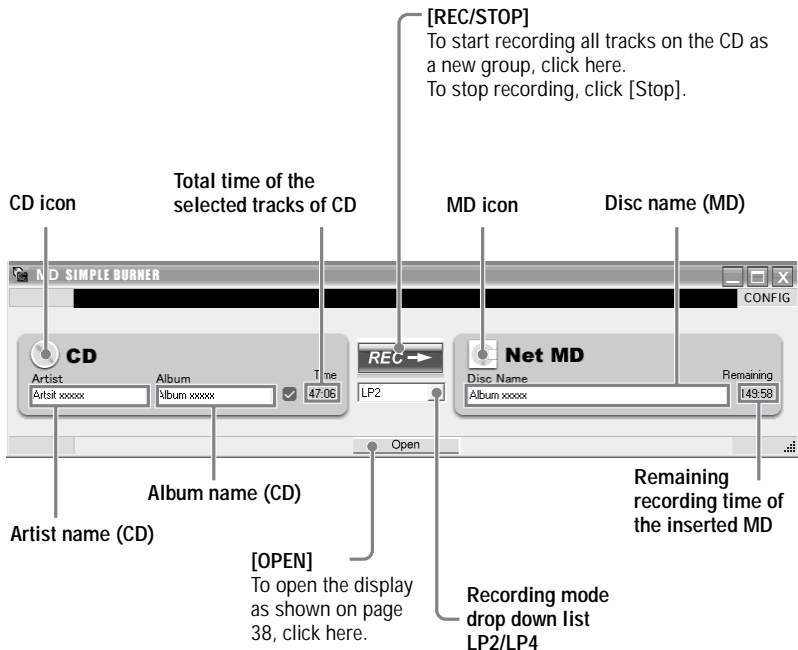 [REC/STOP]
To start recording all tracks on the CD as
a new group, click here.
To stop recording, click [Stop].
Total time of the
selected tracks of CD
CD icon
MD icon
Disc name (MD)
MD SIMPLE BURNER
CONFIG
CD
Artist
Album
Time
Artsit xxxxx
Album xxxxx
47:06
REC
LP2
Net MD
Disc Name
Remaining
Album xxxxx
149:58
Open
Album name (CD)
Artist name (CD)
Remaining
recording time of
the inserted MD
[OPEN]
To open the display
as shown on page
38, click here.
Recording mode
drop down list
LP2/LP4